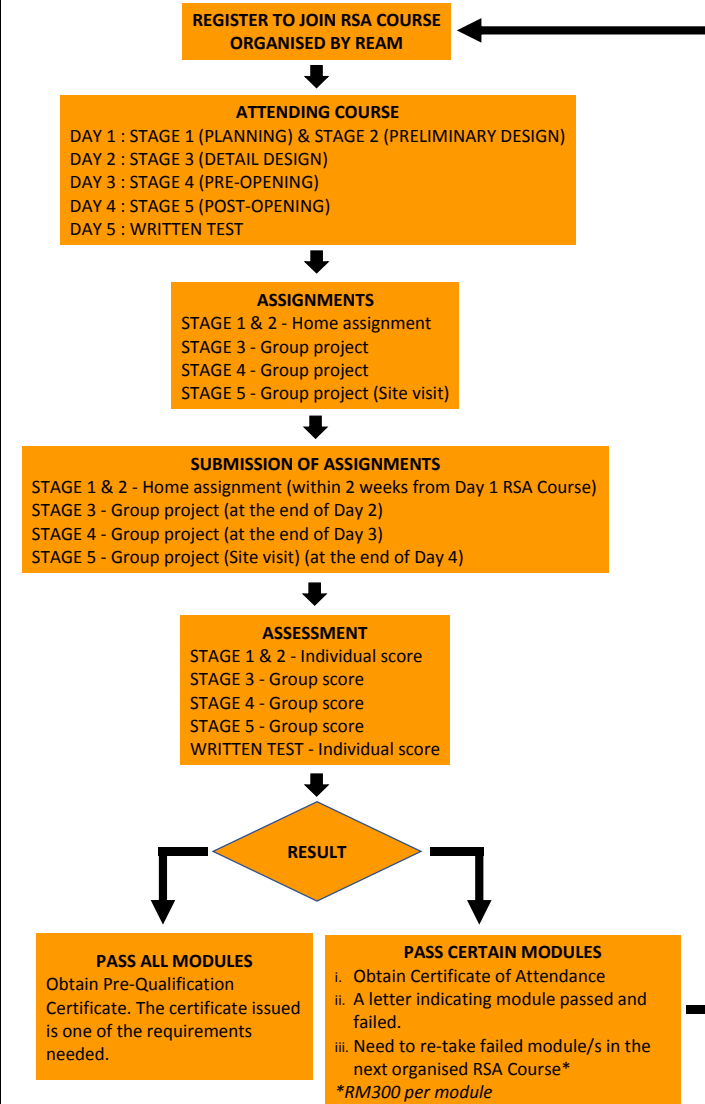 REGISTER TO JOIN RSA COURSE
ORGANISED BY REAM
ATTENDING COURSE
DAY 1 : STAGE 1 (PLANNING) & STAGE 2 (PRELIMINARY DESIGN)
DAY 2 : STAGE 3 (DETAIL DESIGN)
DAY 3 : STAGE 4 (PRE-OPENING)
DAY 4 : STAGE 5 (POST-OPENING)
DAY 5 : WRITTEN TEST
ASSIGNMENTS
STAGE 1 & 2 - Home assignment
STAGE 3 - Group project
STAGE 4 - Group project
STAGE 5 - Group project (Site visit)
SUBMISSION OF ASSIGNMENTS
STAGE 1 & 2 - Home assignment (within 2 weeks from Day 1 RSA Course)
STAGE 3 - Group project (at the end of Day 2)
STAGE 4 - Group project (at the end of Day 3)
STAGE 5 - Group project (Site visit) (at the end of Day 4)
ASSESSMENT
STAGE 1 & 2 - Individual score
STAGE 3 - Group score
STAGE 4 - Group score
STAGE 5 - Group score
WRITTEN TEST - Individual score
RESULT
PASS ALL MODULES
Obtain Pre-Qualification
Certificate. The certificate issued
is one of the requirements
needed.
PASS CERTAIN MODULES
i. Obtain Certificate of Attendance
ii. A letter indicating module passed and
failed.
iii. Need to re-take failed module/s in the
next organised RSA Course*
*RM300 per module